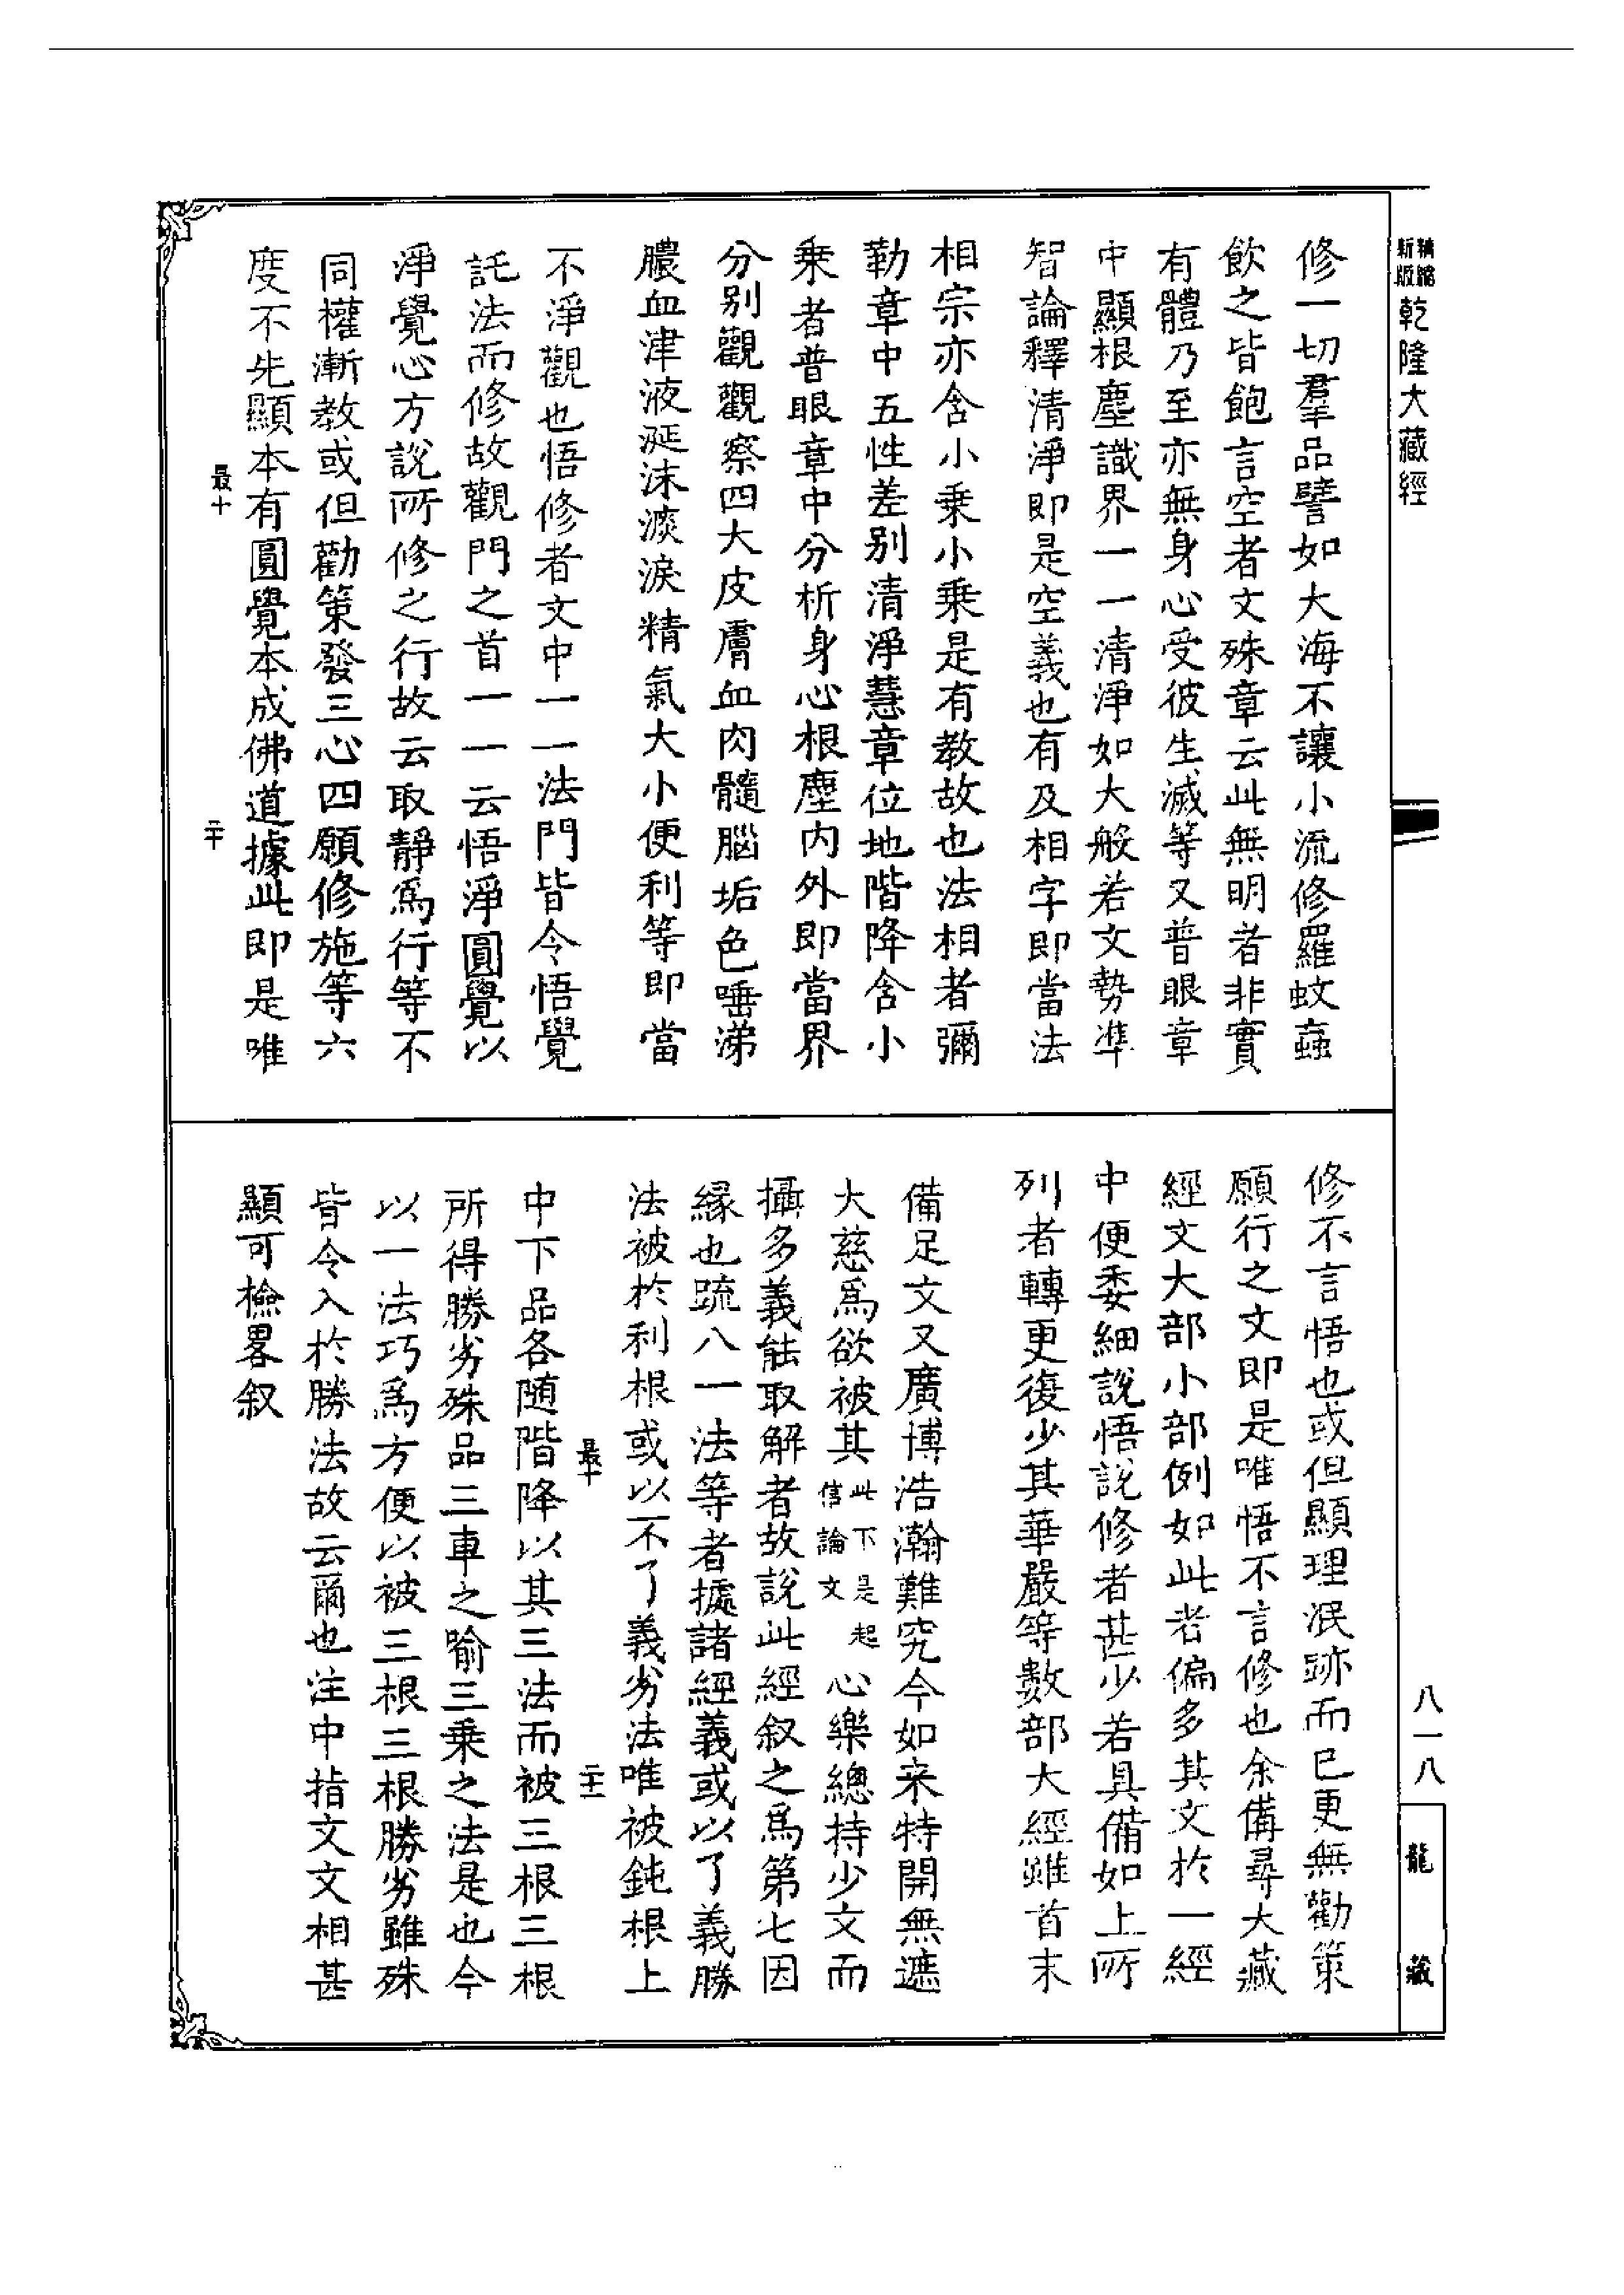 新版精縮
乾隆大藏經
修一切羣品譬如大海不讓小流修羅蚊䖟
飲之皆飽言空者文殊章云此無明者非實
有體乃至亦無身心受彼生滅等又普眼章
中顯根塵識界一一清淨如大般若文勢準
智論釋清淨即是空義也有及相字即當法
相宗亦含小乗小乗是有教故也法相者彌
勒章中五性差别清淨慧章位地階降含小
乗者普眼章中分析身心根塵内外即當界
分别觀觀察四大皮膚血肉髓腦垢色唾涕
膿血津液涎沫淡淚精氣大小便利等即當
不淨觀也悟修者文中一一法門皆令悟覺
託法而修故觀門之首一一云悟淨圓覺以
淨覺心方說所修之行故云取靜爲行等不
同權漸教或但勸策發三心四願修施等六
度不先顯本有圓覺本成佛道據此即是唯
最十
二十
修不言悟也或但顯理泯跡而已更無勸策
願行之文即是唯悟不言修也余備尋大藏
經文大部小部例如此者偏多其文於一經
中便委細說悟說修者甚少若具備如上所
列者轉更復少其華嚴等數部大經雖首末
備足文又廣博浩瀚難究今如来特開無遮
大慈爲欲被其此下是起信論文心樂總持少文而
攝多義能取解者故說此經叙之爲第七因
緣也疏八一法等者據諸經義或以了義勝
法被於利根或以不了義劣法唯被鈍根上
最十
二十一
中下品各随階降以其三法而被三根三根
所得勝劣殊品三車之喻三乗之法是也今
以一法巧爲方便以被三根三根勝劣雖殊
皆令入於勝法故云爾也注中指文文相甚
顯可檢畧叙
八一八
龍藏